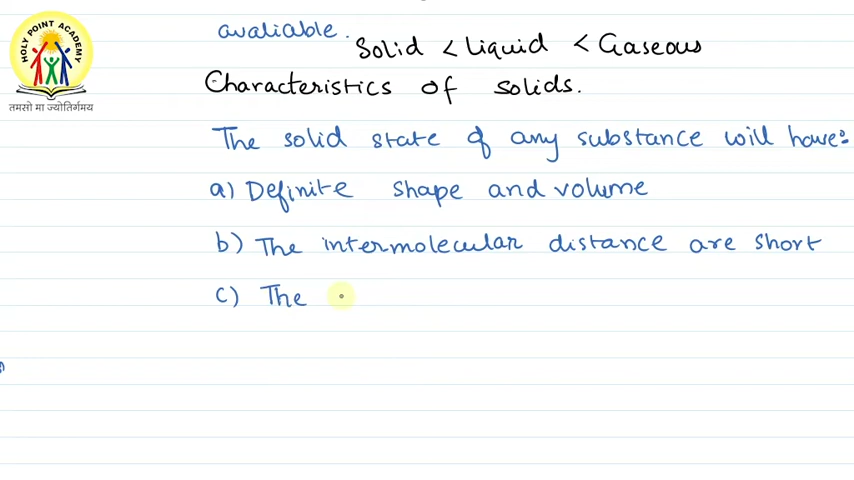 HOLY POINT ACADEMY
तमसो मा ज्योतिर्गमय
avaliable.
Solid < Liquid < Gaseous
Characteristics of solids.
The solid state of any substance will have:
a) Definite shape and volume
b) The intermolecular distance are short
c) The